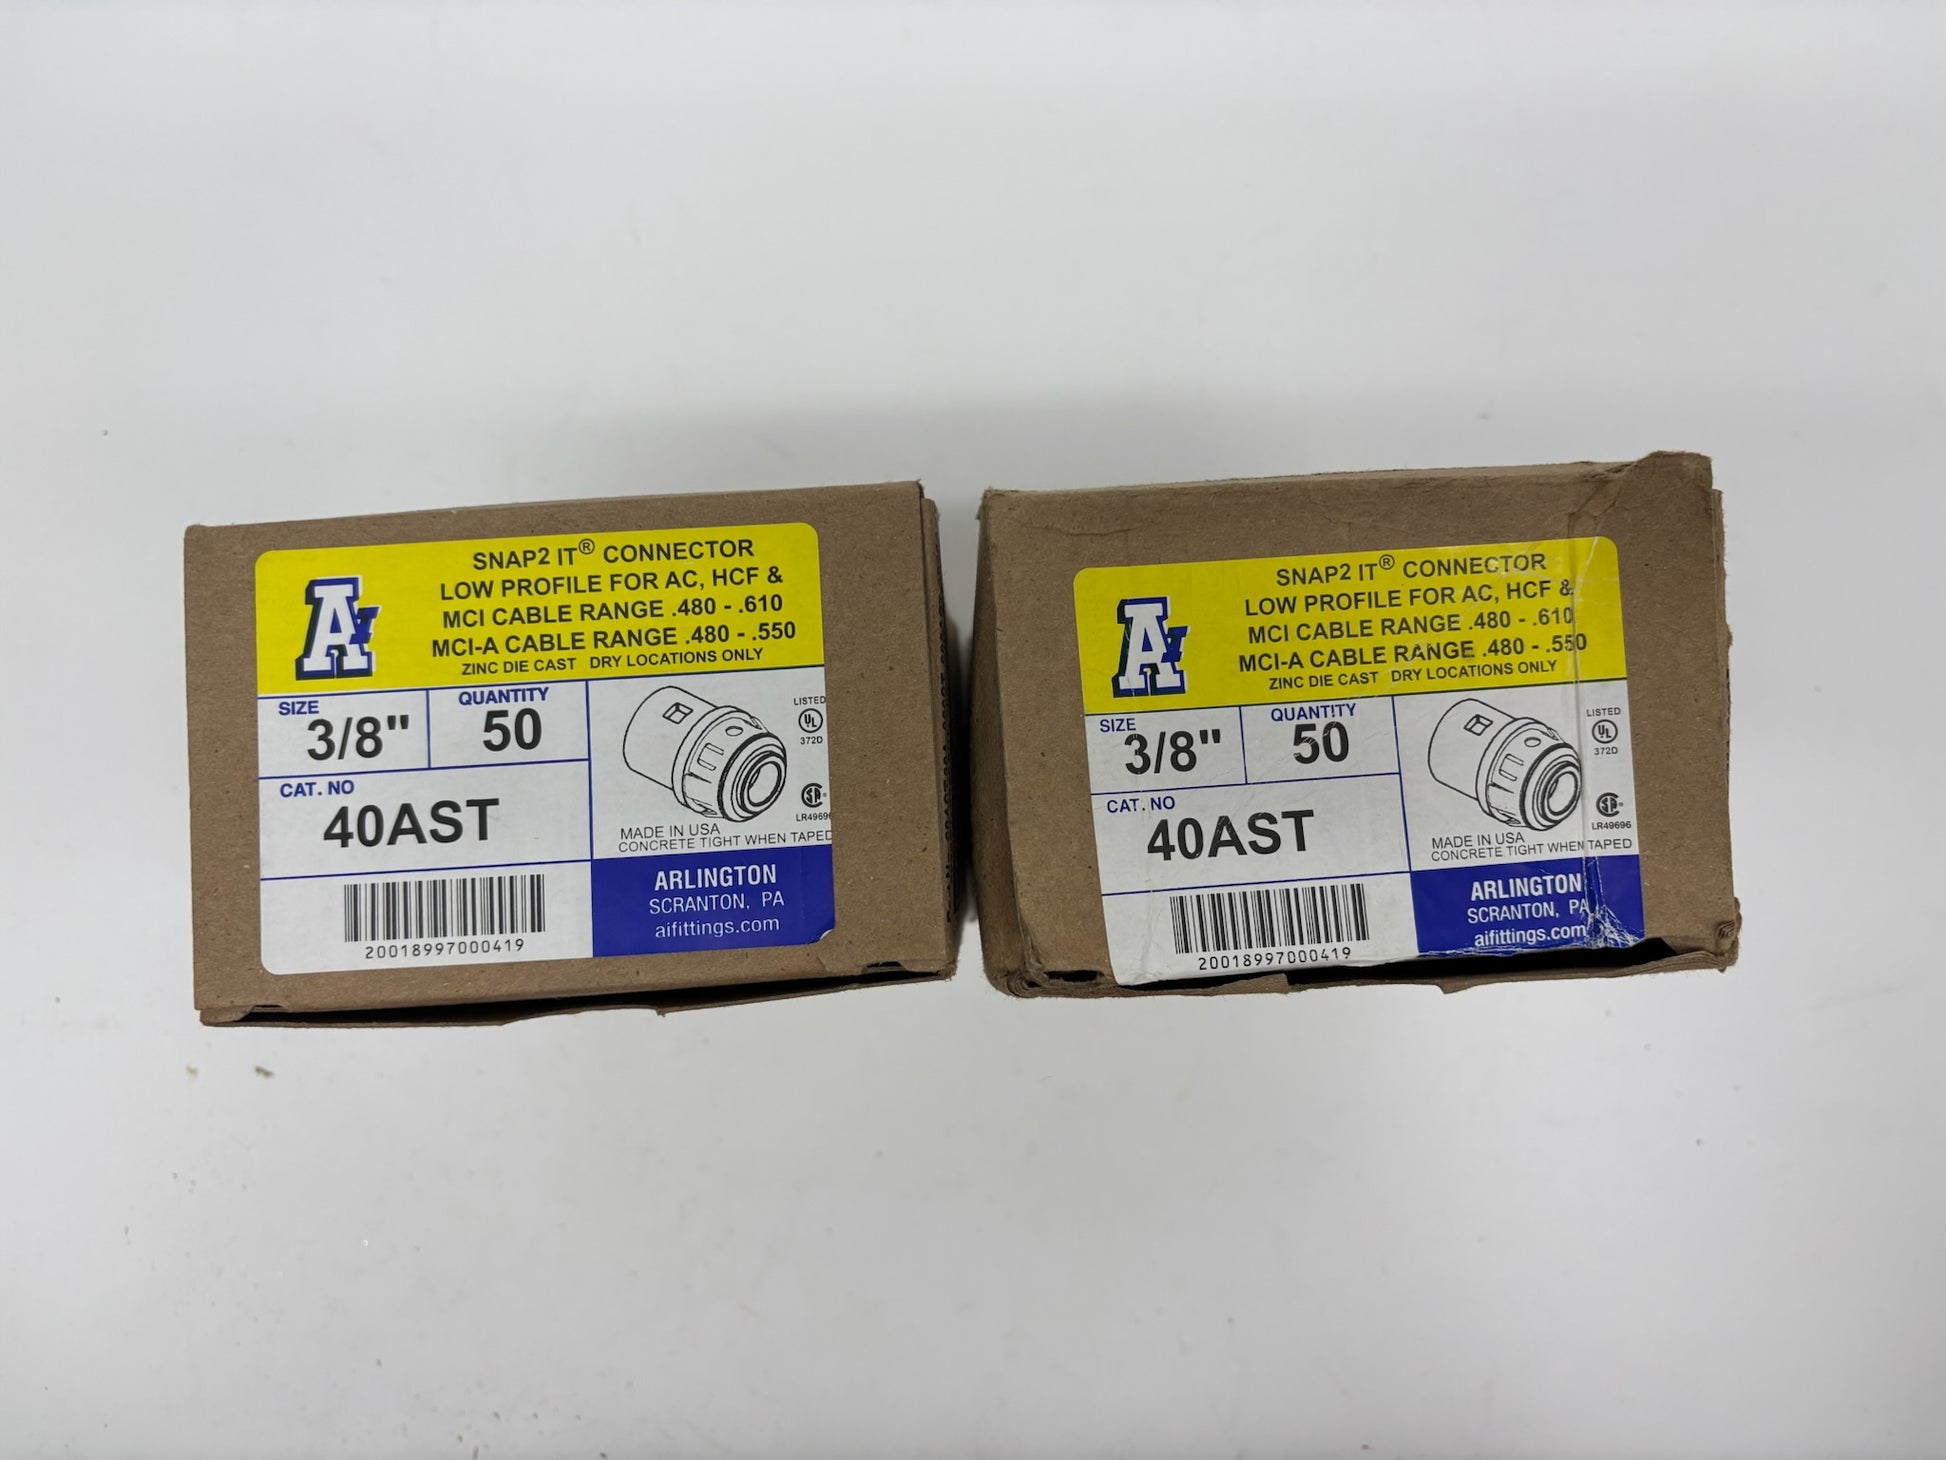 SNAP2 IT® CONNECTOR
LOW PROFILE FOR AC, HCF &
MCI CABLE RANGE .480 - .610
MCI-A CABLE RANGE .480 - .550
ZINC DIE CAST DRY LOCATIONS ONLY
SIZE
3/8"
QUANTITY
50
LISTED
UL
372D
CAT. NO
40AST
LR49696
MADE IN USA
CONCRETE TIGHT WHEN TAPED
20018997000419
ARLINGTON
SCRANTON, PA
aifittings.com
SNAP2 IT® CONNECTOR
LOW PROFILE FOR AC, HCF &
MCI CABLE RANGE .480 - .610
MCI-A CABLE RANGE .480 - .550
ZINC DIE CAST DRY LOCATIONS ONLY
SIZE
3/8"
QUANTITY
50
LISTED
UL
372D
CAT. NO
40AST
LR49696
MADE IN USA
CONCRETE TIGHT WHEN TAPED
20018997000419
ARLINGTON
SCRANTON, PA
aifittings.com